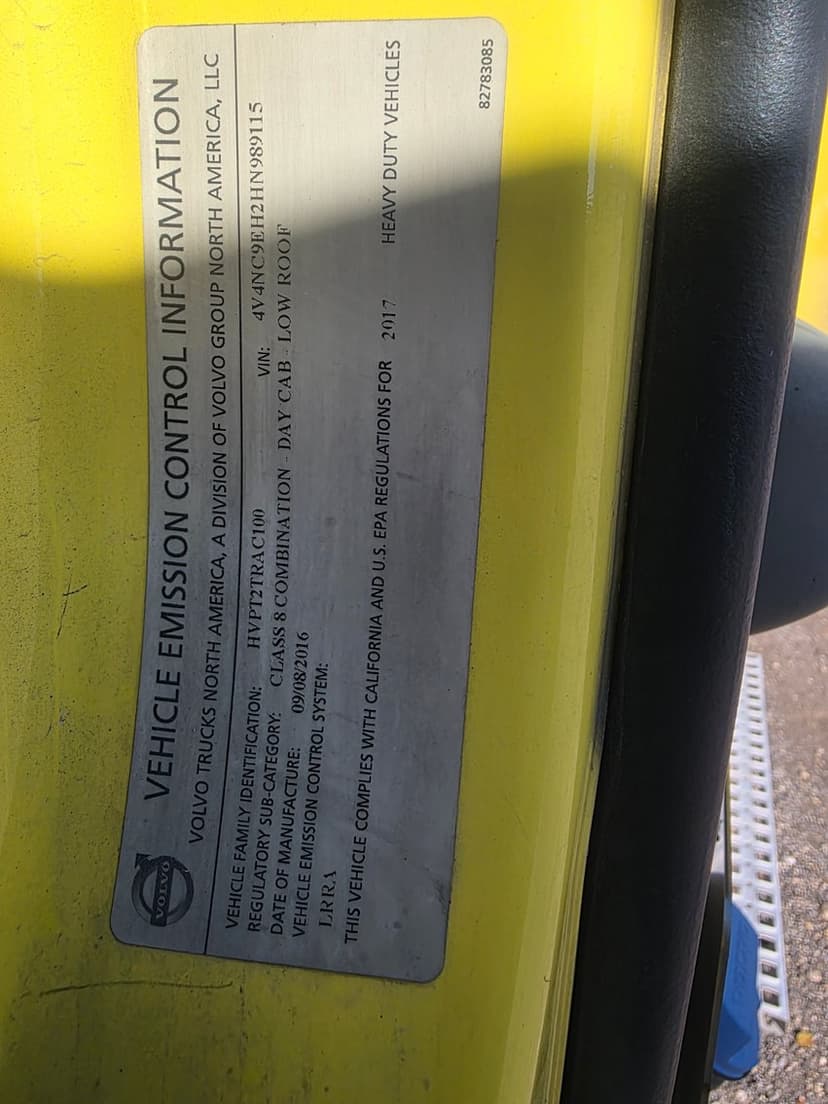 VOLVO
VEHICLE EMISSION CONTROL INFORMATION
VOLVO TRUCKS NORTH AMERICA, A DIVISION OF VOLVO GROUP NORTH AMERICA, LLC
VEHICLE FAMILY IDENTIFICATION: HVPT2TRAC100 VIN: 4V4NC9EH2HN989115
REGULATORY SUB-CATEGORY: CLASS 8 COMBINATION - DAY CAB - LOW ROOF
DATE OF MANUFACTURE: 09/08/2016
VEHICLE EMISSION CONTROL SYSTEM:
LRRA
THIS VEHICLE COMPLIES WITH CALIFORNIA AND U.S. EPA REGULATIONS FOR 2017 HEAVY DUTY VEHICLES
82783085